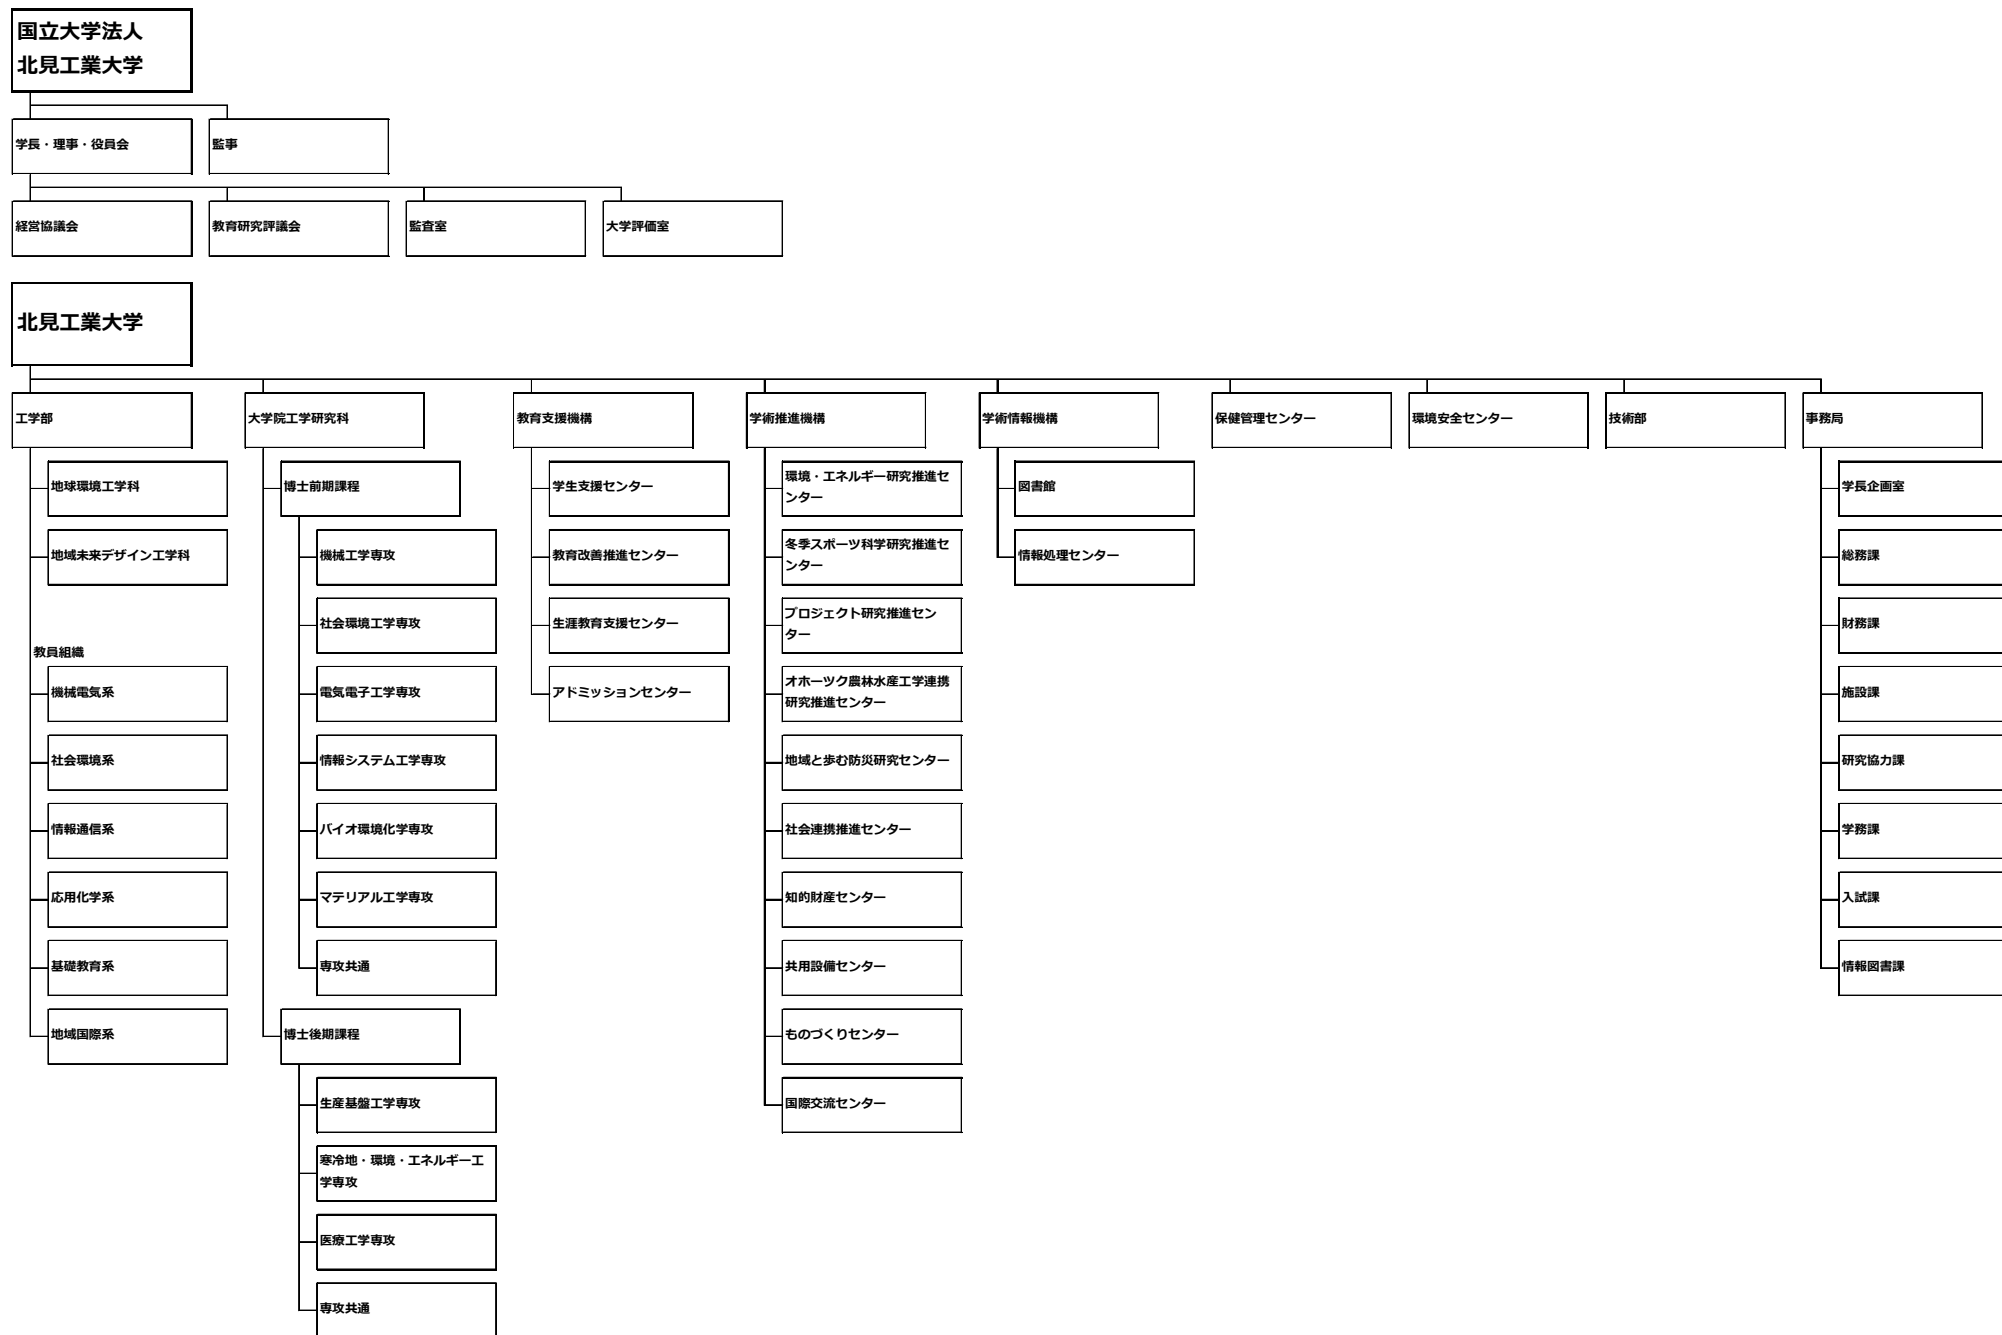 国立大学法人
北見工業大学
学長・理事・役員会
監事
経営協議会
教育研究評議会
監査室
大学評価室
北見工業大学
工学部
大学院工学研究科
教育支援機構
学術推進機構
学術情報機構
保健管理センター
環境安全センター
技術部
事務局
地球環境工学科
地域未来デザイン工学科
教員組織
機械電気系
社会環境系
情報通信系
応用化学系
基礎教育系
地域国際系
博士前期課程
機械工学専攻
社会環境工学専攻
電気電子工学専攻
情報システム工学専攻
バイオ環境化学専攻
マテリアル工学専攻
専攻共通
博士後期課程
生産基盤工学専攻
寒冷地・環境・エネルギー工
学専攻
医療工学専攻
専攻共通
学生支援センター
教育改善推進センター
生涯教育支援センター
アドミッションセンター
環境・エネルギー研究推進セ
ンター
冬季スポーツ科学研究推進セ
ンター
プロジェクト研究推進セン
ター
オホーツク農林水産工学連携
研究推進センター
地域と歩む防災研究センター
社会連携推進センター
知的財産センター
共用設備センター
ものづくりセンター
国際交流センター
図書館
情報処理センター
学長企画室
総務課
財務課
施設課
研究協力課
学務課
入試課
情報図書課